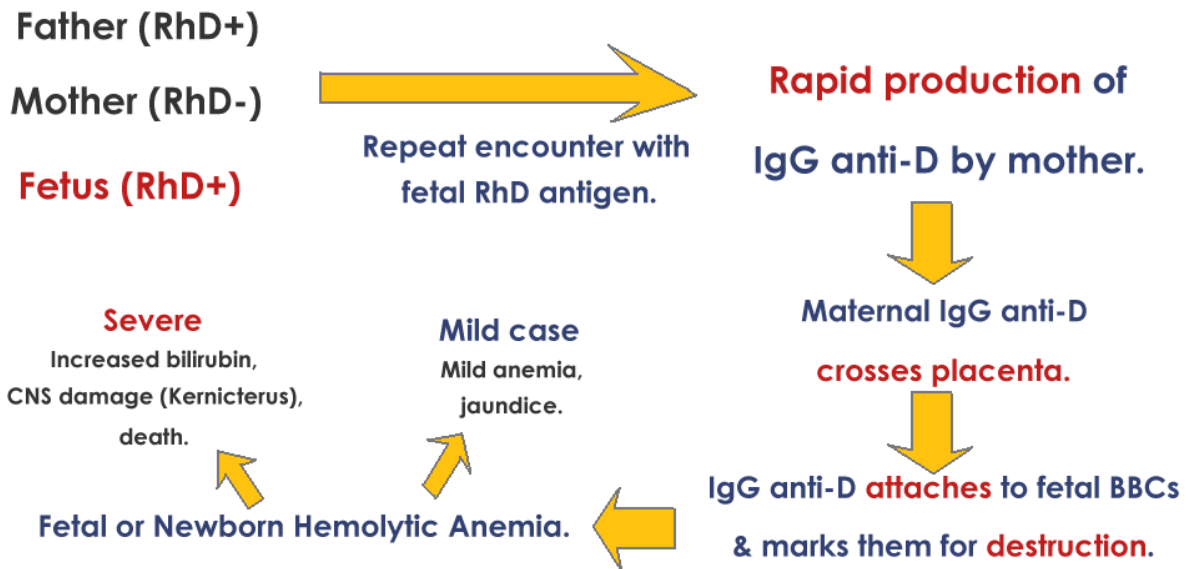 Father (RhD+)
Mother (RhD-)
Fetus (RhD+)
Repeat encounter with
fetal RhD antigen.
Rapid production of
IgG anti-D by mother.
Maternal IgG anti-D
crosses placenta.
IgG anti-D attaches to fetal BBCs
& marks them for destruction.
Fetal or Newborn Hemolytic Anemia.
Mild case
Mild anemia,
jaundice.
Severe
Increased bilirubin,
CNS damage (Kernicterus),
death.